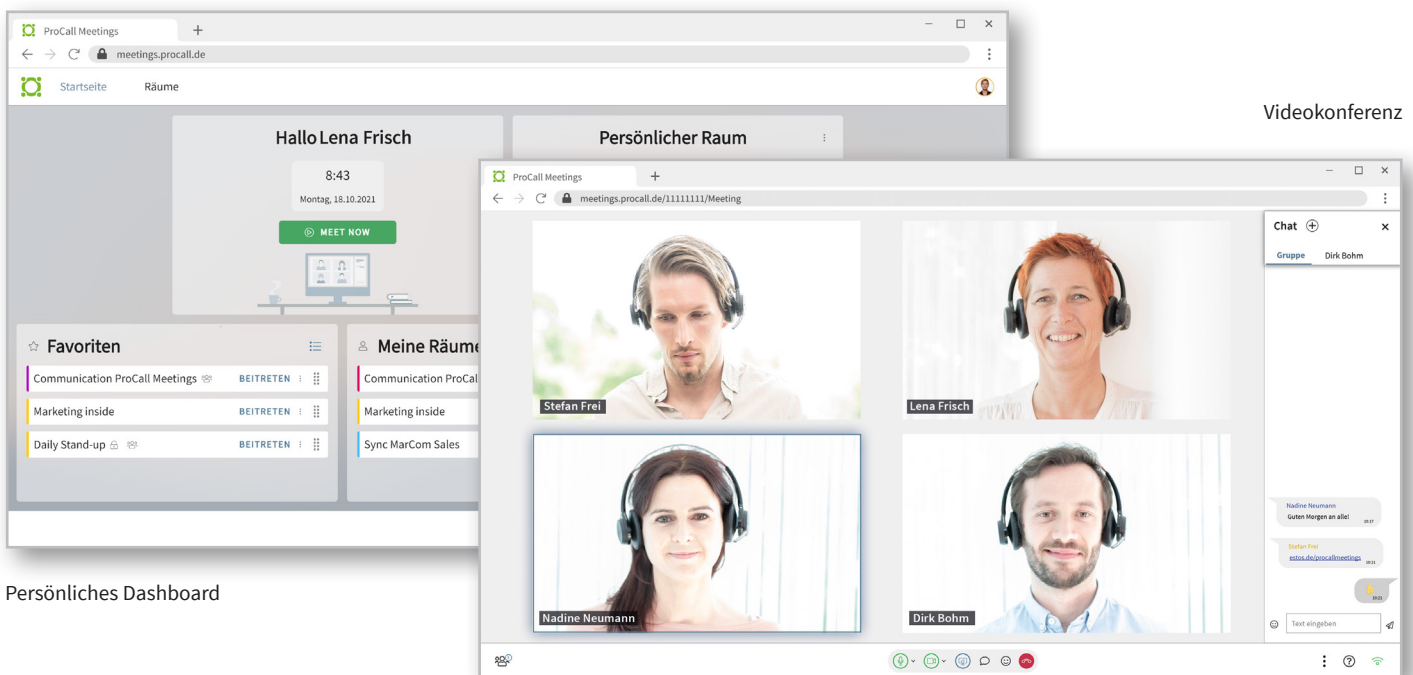 ProCall Meetings
meetings.procall.de
Startseite Räume
Hallo Lena Frisch
8:43
Montag, 18.10.2021
MEET NOW
Persönlicher Raum
Favoriten
Communication ProCall Meetings BEITRETEN
Marketing inside BEITRETEN
Daily Stand-up BEITRETEN
Meine Räume
Communication ProCal
Marketing inside
Sync MarCom Sales
Persönliches Dashboard
Videokonferenz
ProCall Meetings
meetings.procall.de/11111111/Meeting
Stefan Frei
Lena Frisch
Nadine Neumann
Dirk Bohm
Chat
Gruppe Dirk Bohm
Nadine Neumann
Guten Morgen an alle!
Stefan Frei
estos.de/procallmeetings
Text eingeben